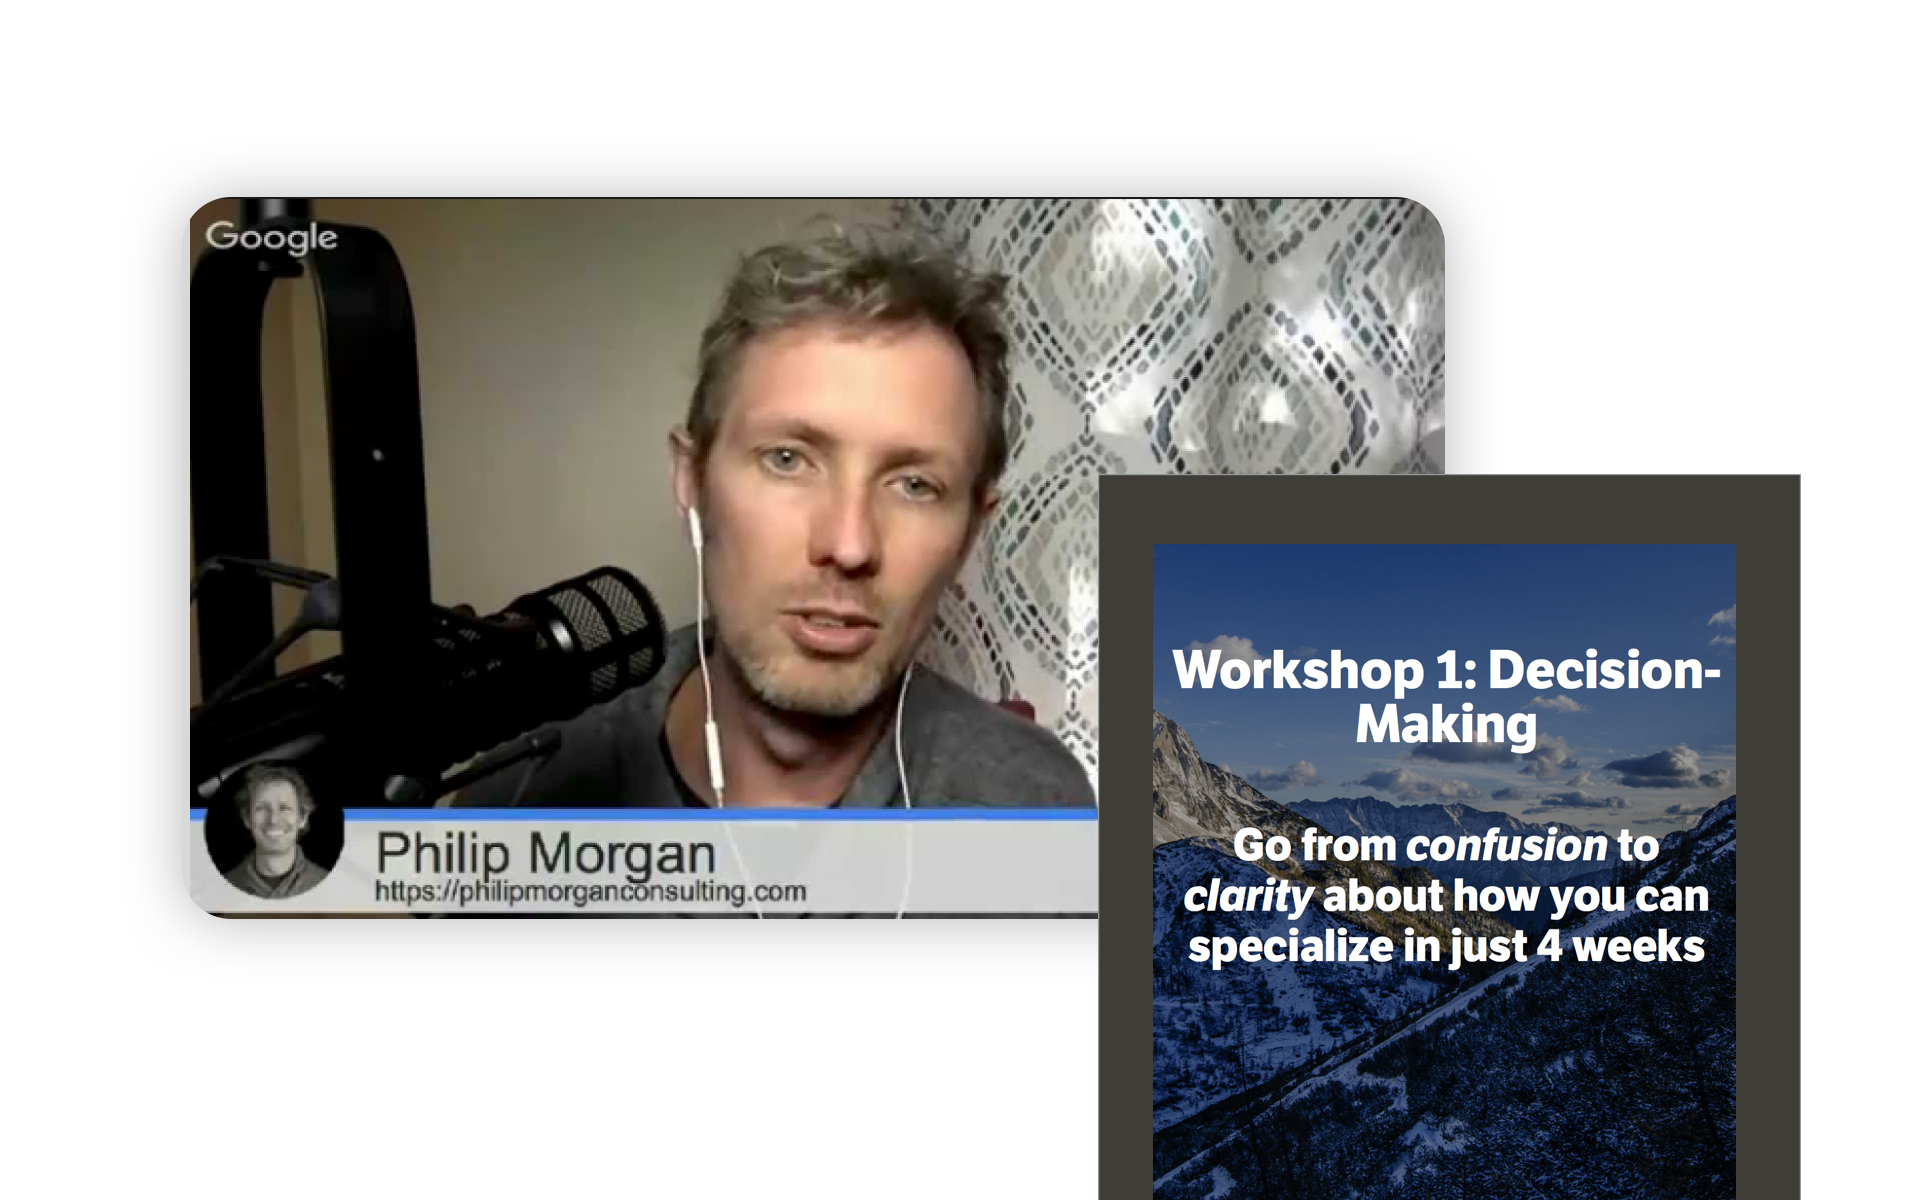 Google
Philip Morgan
https://philipmorganconsulting.com
Workshop 1: Decision-
Making
Go from confusion to
clarity about how you can
specialize in just 4 weeks